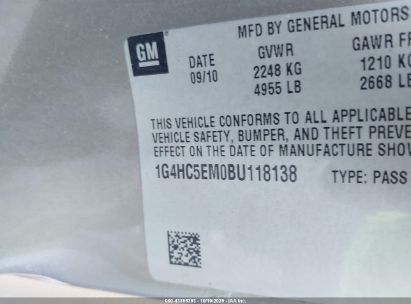 MFD BY GENERAL MOTORS
GM
DATE GVWR GAWR FR
09/10 2248 KG 1210 KG
4955 LB 2668 LB
THIS VEHICLE CONFORMS TO ALL APPLICABLE
VEHICLE SAFETY, BUMPER, AND THEFT PREVE
EFFECT ON THE DATE OF MANUFACTURE SHOW
1G4HC5EM0BU118138 TYPE: PASS